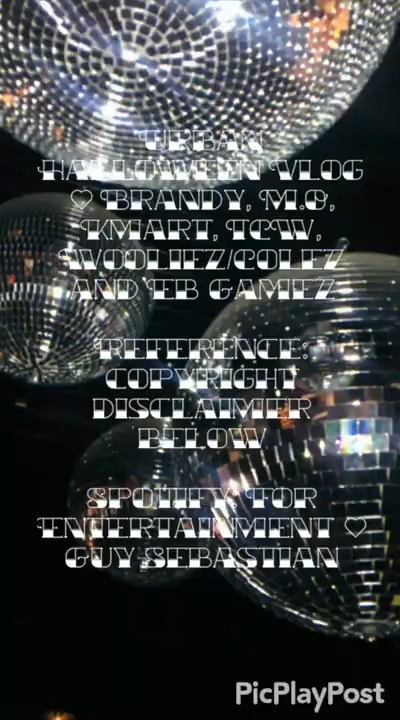 URBAN
HALLOWEEN VLOG
♡ BRANDY, M.O,
KMART, TCW,
WOOLIEZ/COLEZ
AND EB GAMEZ
REFERENCE:
COPYRIGHT
DISCLAIMER
BELOW
SPOTIFY, FOR
ENTERTAINMENT ♡
GUY SEBASTIAN
PicPlayPost